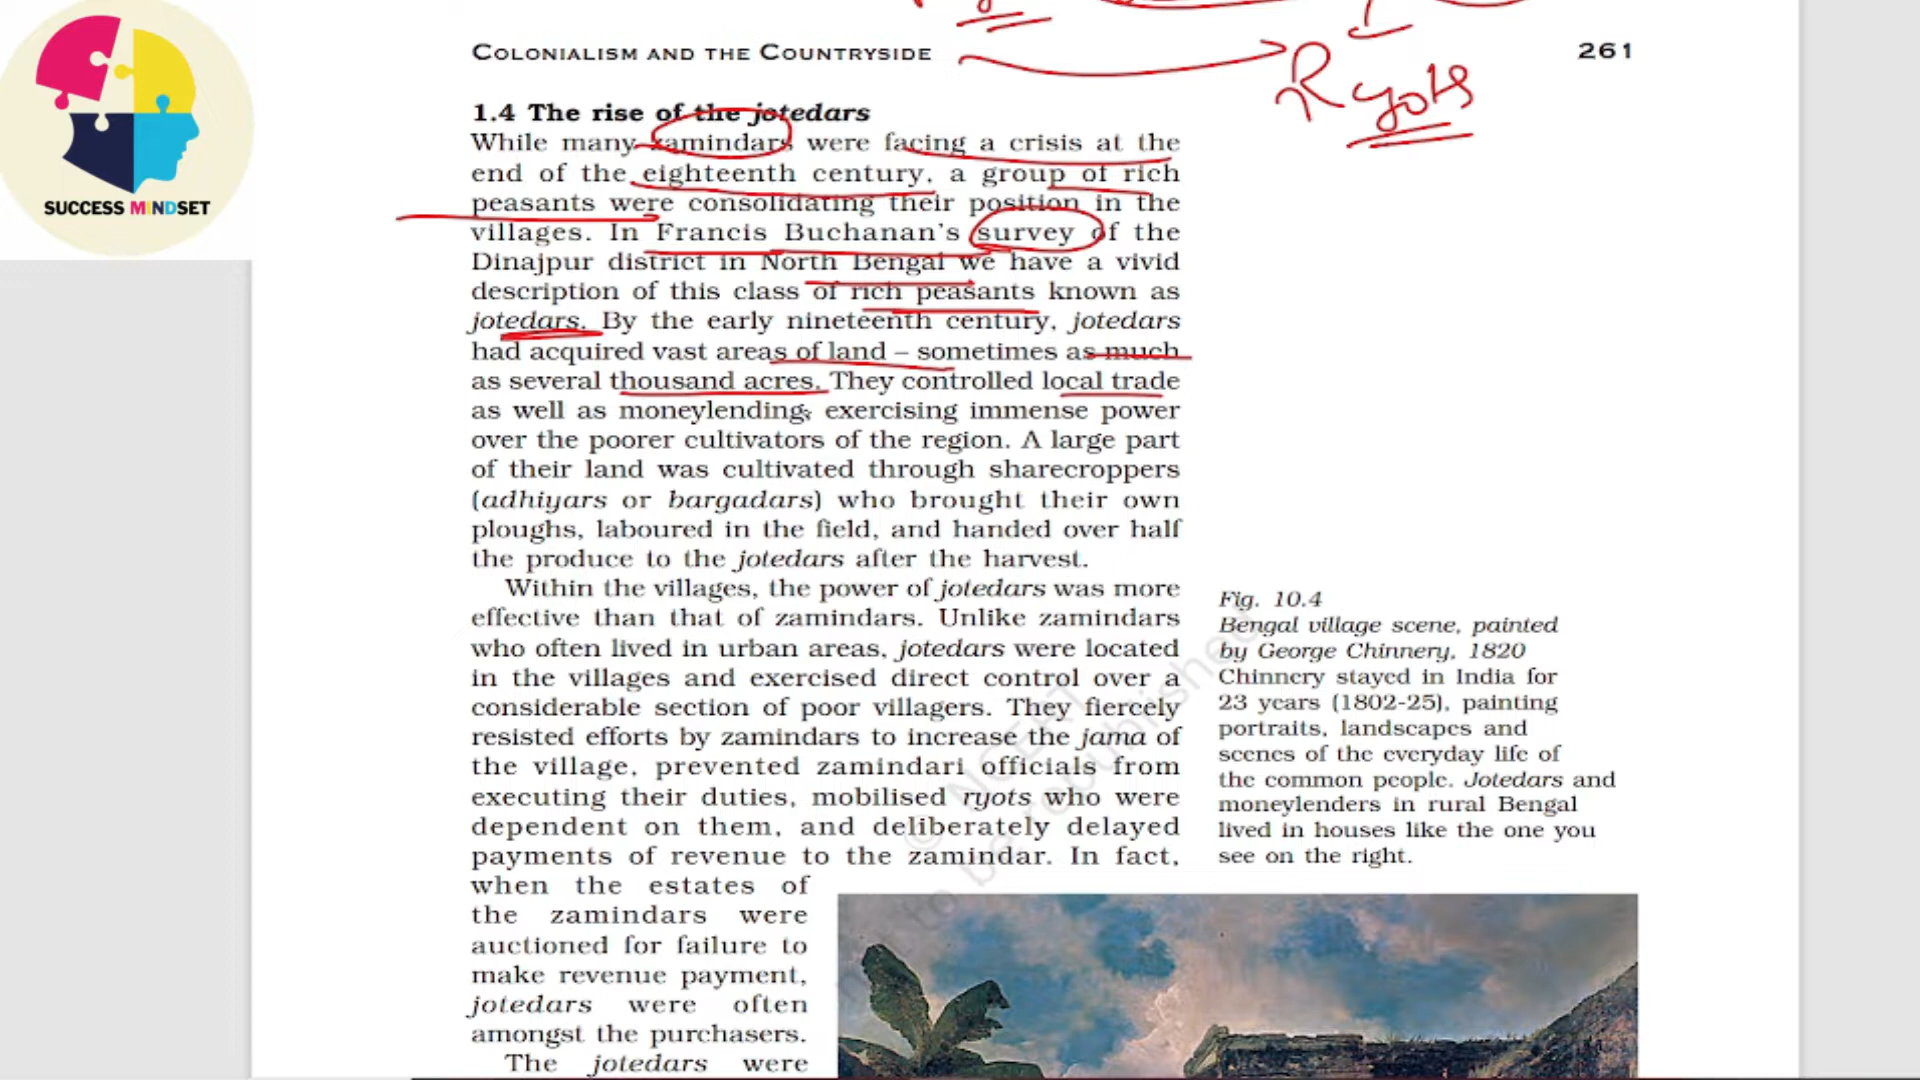 COLONIALISM AND THE COUNTRYSIDE
261
Ryots
SUCCESS MINDSET
1.4 The rise of the jotedars
While many zamindars were facing a crisis at the
end of the eighteenth century, a group of rich
peasants were consolidating their position in the
villages. In Francis Buchanan's survey of the
Dinajpur district in North Bengal we have a vivid
description of this class of rich peasants known as
jotedars. By the early nineteenth century, jotedars
had acquired vast areas of land – sometimes as much
as several thousand acres. They controlled local trade
as well as moneylending, exercising immense power
over the poorer cultivators of the region. A large part
of their land was cultivated through sharecroppers
(adhiyars or bargadars) who brought their own
ploughs, laboured in the field, and handed over half
the produce to the jotedars after the harvest.
Within the villages, the power of jotedars was more
effective than that of zamindars. Unlike zamindars
who often lived in urban areas, jotedars were located
in the villages and exercised direct control over a
considerable section of poor villagers. They fiercely
resisted efforts by zamindars to increase the jama of
the village, prevented zamindari officials from
executing their duties, mobilised ryots who were
dependent on them, and deliberately delayed
payments of revenue to the zamindar. In fact,
when the estates of
the zamindars were
auctioned for failure to
make revenue payment,
jotedars were often
amongst the purchasers.
The jotedars were
Fig. 10.4
Bengal village scene, painted
by George Chinnery, 1820
Chinnery stayed in India for
23 years (1802-25), painting
portraits, landscapes and
scenes of the everyday life of
the common people. Jotedars and
moneylenders in rural Bengal
lived in houses like the one you
see on the right.
© NCERT
not to be republished